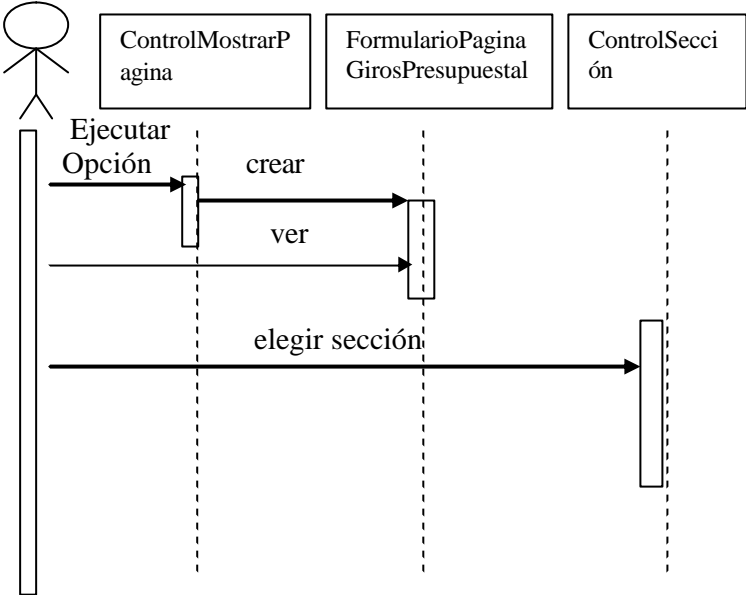 ControlMostrarP
agina
FormularioPagina
GirosPresupuestal
ControlSecci
ón
Ejecutar
Opción
crear
ver
elegir sección